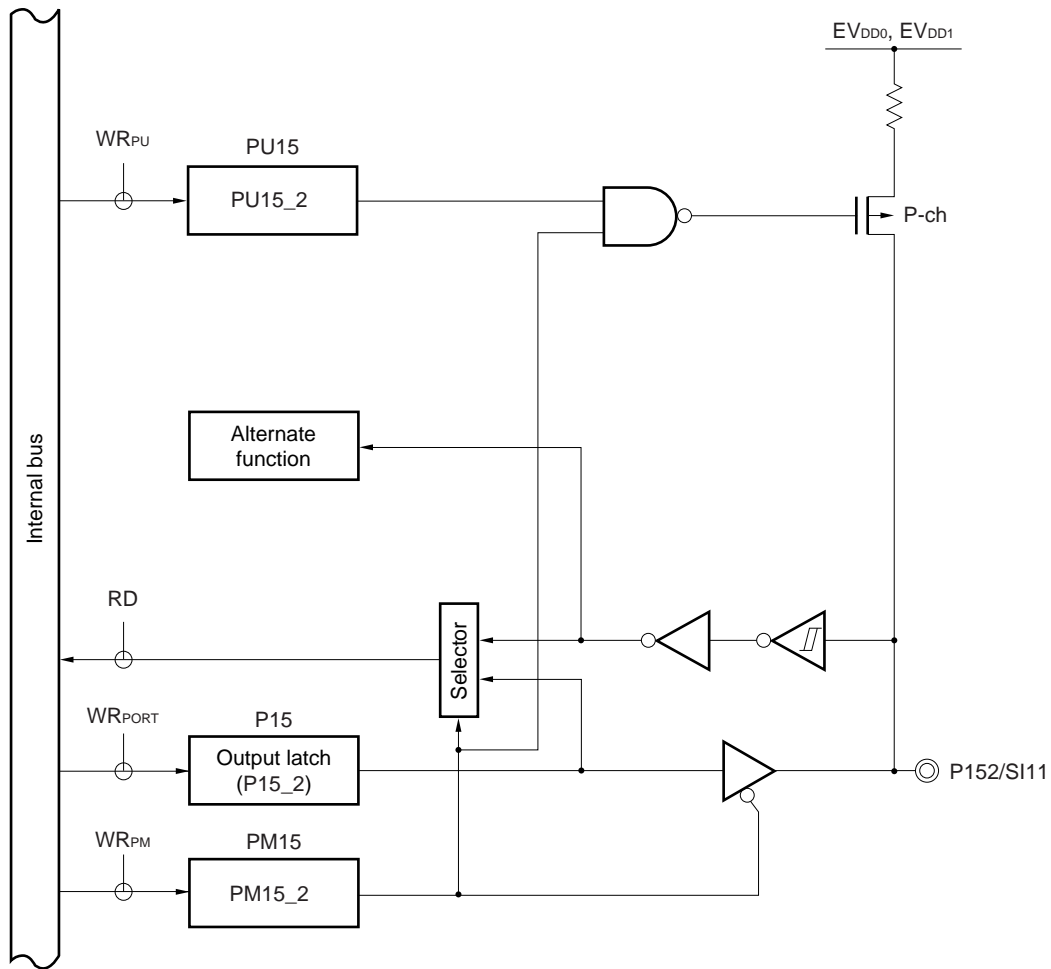 EVDD0, EVDD1
WRPU
PU15
PU15_2
P-ch
Internal bus
Alternate
function
RD
Selector
WRPORT
P15
Output latch
(P15_2)
P152/SI11
WRPM
PM15
PM15_2